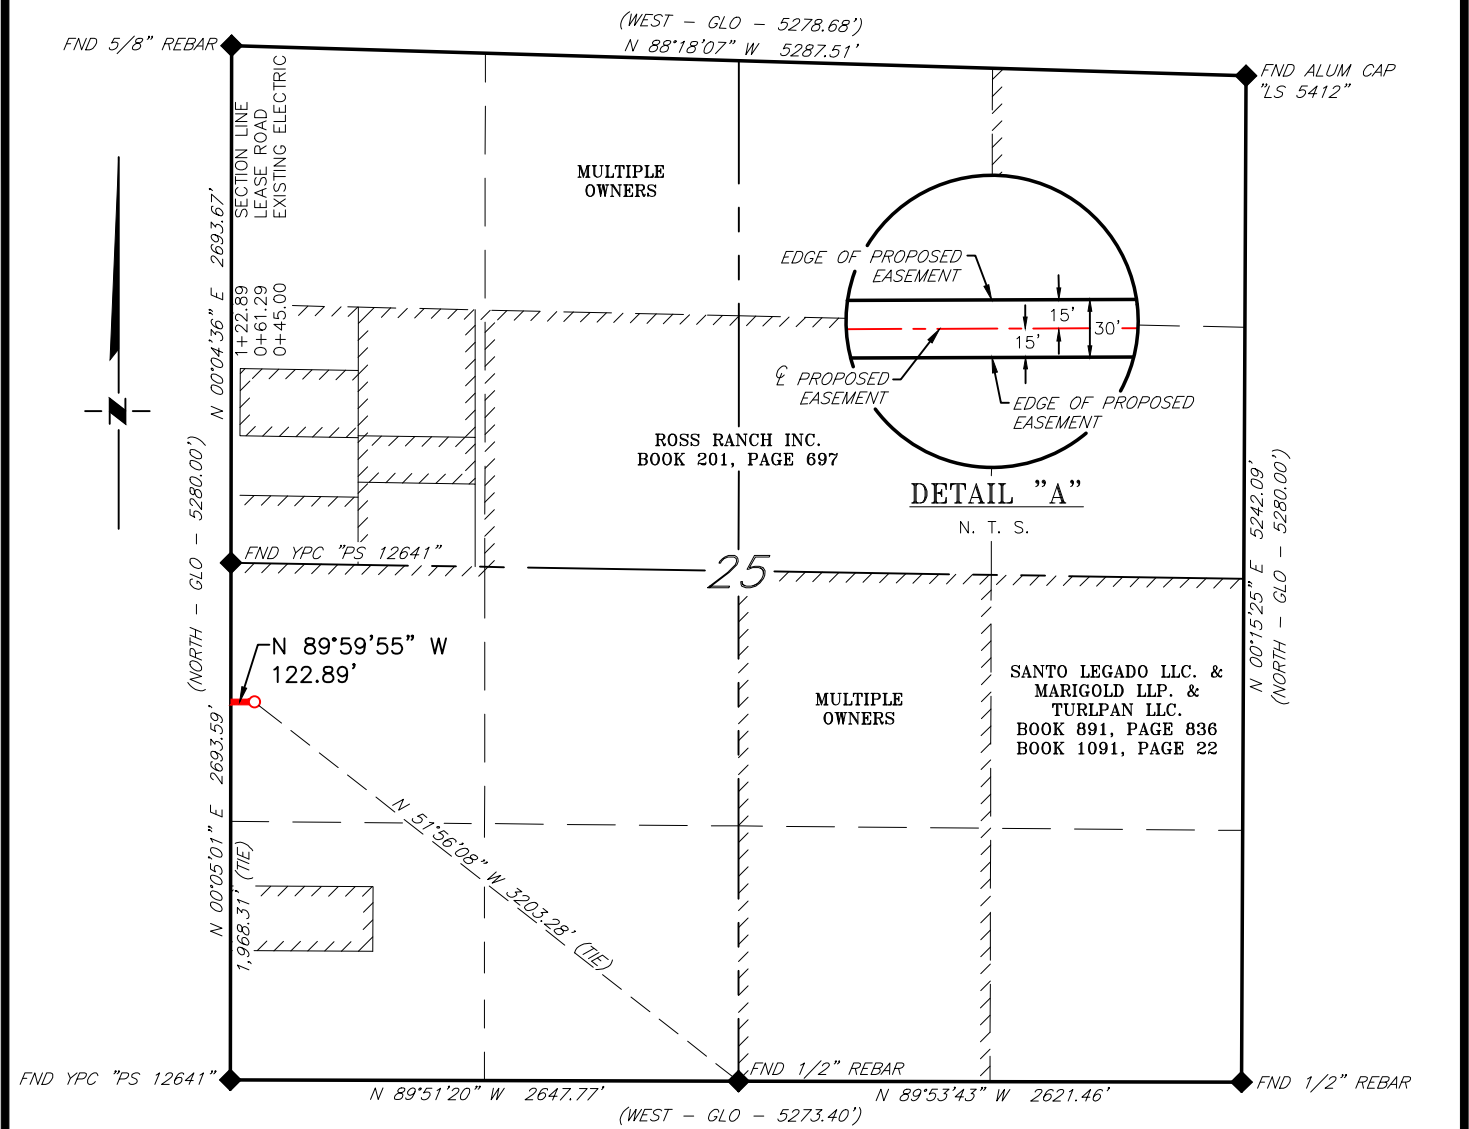 (WEST - GLO - 5278.68')
N 88°18'07" W 5287.51'
FND 5/8" REBAR
FND ALUM CAP
"LS 5412"
SECTION LINE
LEASE ROAD
EXISTING ELECTRIC
1+22.89
0+61.29
0+45.00
N 00°04'36" E 2693.67'
(NORTH - GLO - 5280.00')
MULTIPLE
OWNERS
EDGE OF PROPOSED
EASEMENT
15'
30'
15'
℄ PROPOSED
EASEMENT
EDGE OF PROPOSED
EASEMENT
DETAIL "A"
N. T. S.
ROSS RANCH INC.
BOOK 201, PAGE 697
N
FND YPC "PS 12641"
25
N 00°15'25" E 5242.09'
(NORTH - GLO - 5280.00')
N 89°59'55" W
122.89'
MULTIPLE
OWNERS
SANTO LEGADO LLC. &
MARIGOLD LLP. &
TURLPAN LLC.
BOOK 891, PAGE 836
BOOK 1091, PAGE 22
N 00°05'01" E 2693.59'
1,968.31' (TIE)
N 51°56'08" W 3203.28' (TIE)
FND YPC "PS 12641"
FND 1/2" REBAR
FND 1/2" REBAR
N 89°51'20" W 2647.77'
N 89°53'43" W 2621.46'
(WEST - GLO - 5273.40')